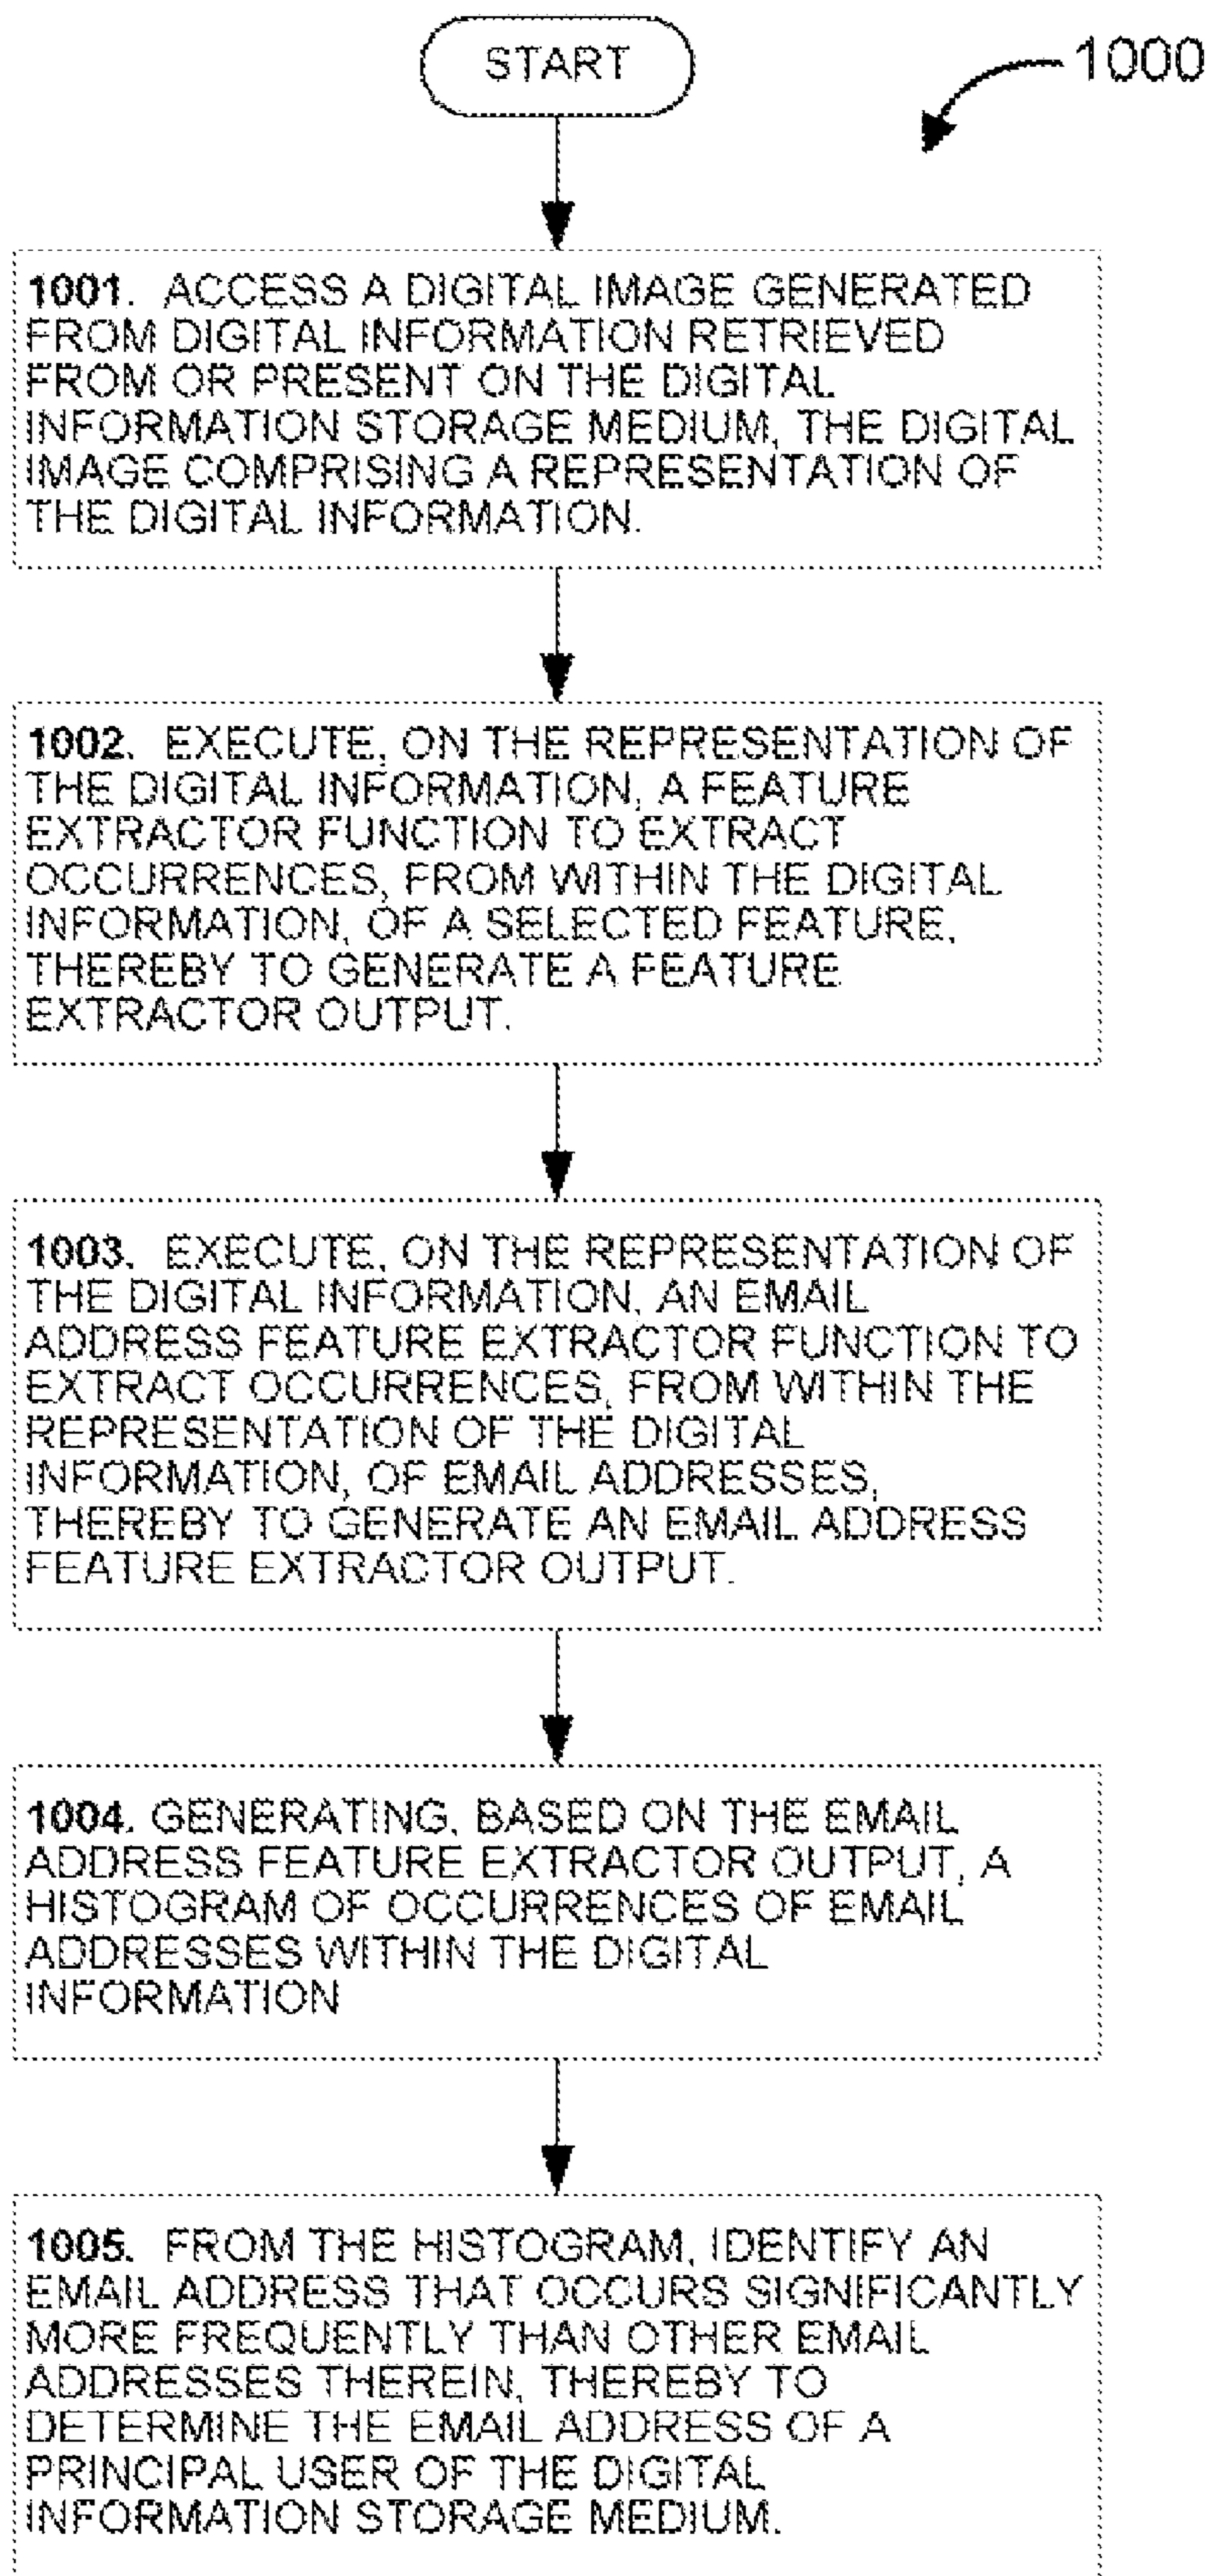 START
1000
1001. ACCESS A DIGITAL IMAGE GENERATED
FROM DIGITAL INFORMATION RETRIEVED
FROM OR PRESENT ON THE DIGITAL
INFORMATION STORAGE MEDIUM, THE DIGITAL
IMAGE COMPRISING A REPRESENTATION OF
THE DIGITAL INFORMATION.
1002. EXECUTE, ON THE REPRESENTATION OF
THE DIGITAL INFORMATION, A FEATURE
EXTRACTOR FUNCTION TO EXTRACT
OCCURRENCES, FROM WITHIN THE DIGITAL
INFORMATION, OF A SELECTED FEATURE,
THEREBY TO GENERATE A FEATURE
EXTRACTOR OUTPUT.
1003. EXECUTE, ON THE REPRESENTATION OF
THE DIGITAL INFORMATION, AN EMAIL
ADDRESS FEATURE EXTRACTOR FUNCTION TO
EXTRACT OCCURRENCES, FROM WITHIN THE
REPRESENTATION OF THE DIGITAL
INFORMATION, OF EMAIL ADDRESSES,
THEREBY TO GENERATE AN EMAIL ADDRESS
FEATURE EXTRACTOR OUTPUT.
1004. GENERATING, BASED ON THE EMAIL
ADDRESS FEATURE EXTRACTOR OUTPUT, A
HISTOGRAM OF OCCURRENCES OF EMAIL
ADDRESSES WITHIN THE DIGITAL
INFORMATION
1005. FROM THE HISTOGRAM, IDENTIFY AN
EMAIL ADDRESS THAT OCCURS SIGNIFICANTLY
MORE FREQUENTLY THAN OTHER EMAIL
ADDRESSES THEREIN, THEREBY TO
DETERMINE THE EMAIL ADDRESS OF A
PRINCIPAL USER OF THE DIGITAL
INFORMATION STORAGE MEDIUM.